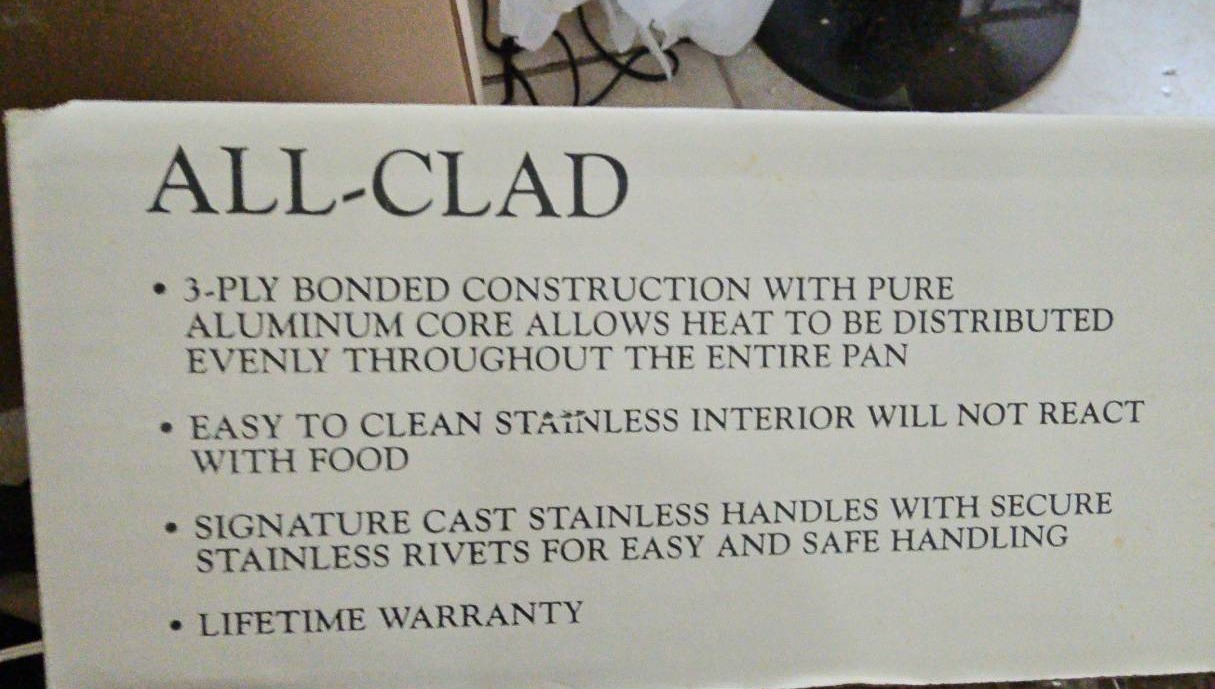 ALL-CLAD
• 3-PLY BONDED CONSTRUCTION WITH PURE
ALUMINUM CORE ALLOWS HEAT TO BE DISTRIBUTED
EVENLY THROUGHOUT THE ENTIRE PAN
• EASY TO CLEAN STAINLESS INTERIOR WILL NOT REACT
WITH FOOD
• SIGNATURE CAST STAINLESS HANDLES WITH SECURE
STAINLESS RIVETS FOR EASY AND SAFE HANDLING
• LIFETIME WARRANTY